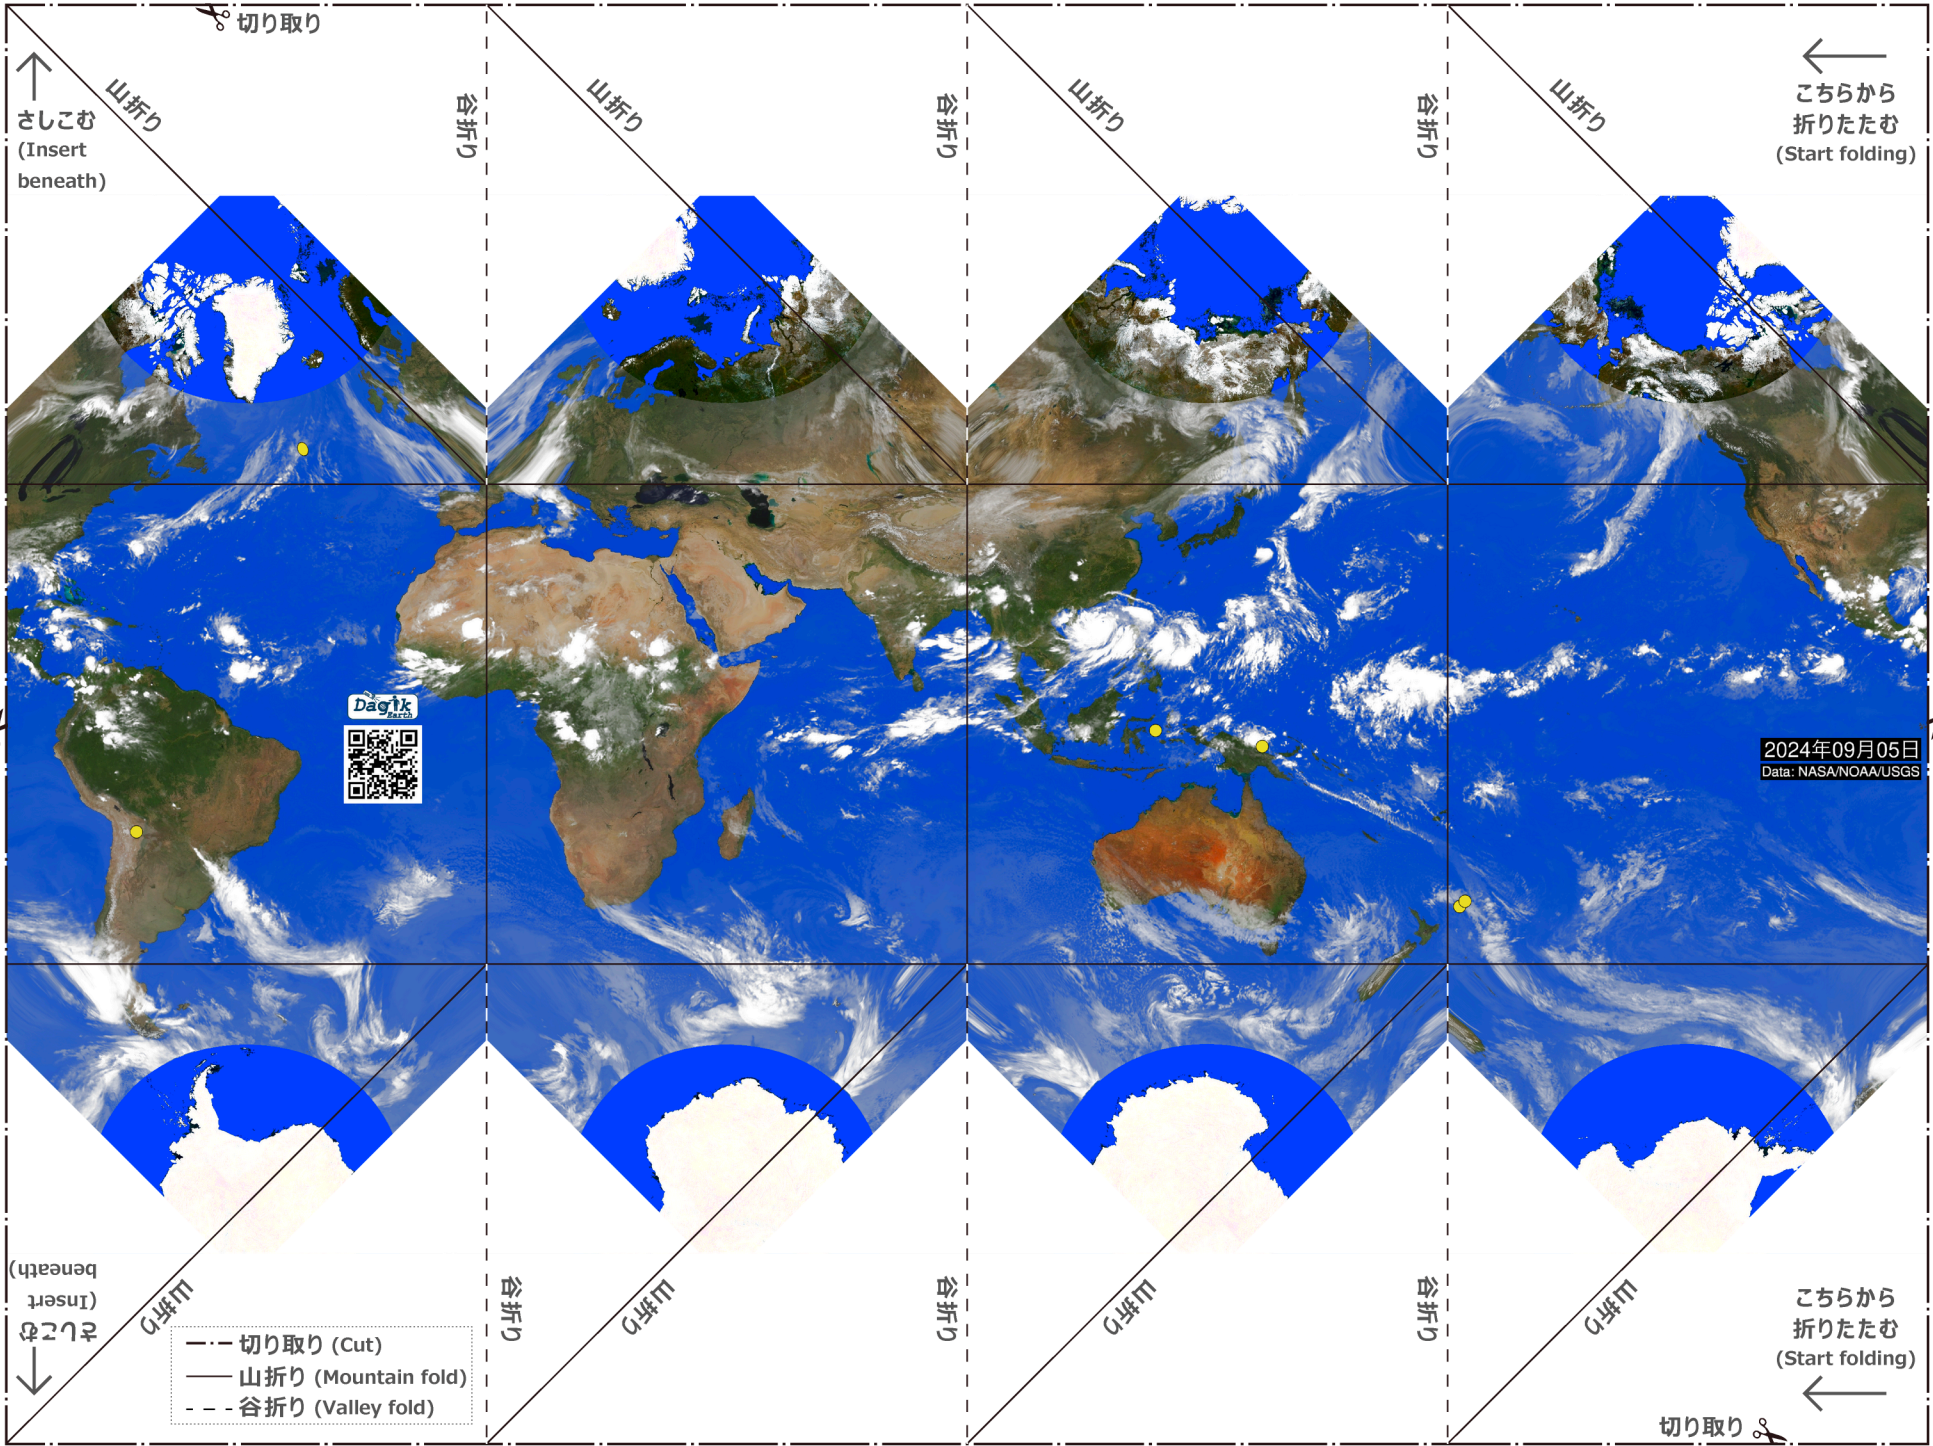 切り取り
山折り
谷折り
山折り
谷折り
山折り
谷折り
山折り
こちらから
折りたたむ
(Start folding)
さしこむ
(Insert
beneath)
Dagik
Earth
2024年09月05日
Data: NASA/NOAA/USGS
さしこむ
(Insert
beneath)
山折り
谷折り
山折り
谷折り
山折り
谷折り
山折り
こちらから
折りたたむ
(Start folding)
切り取り (Cut)
山折り (Mountain fold)
谷折り (Valley fold)
切り取り